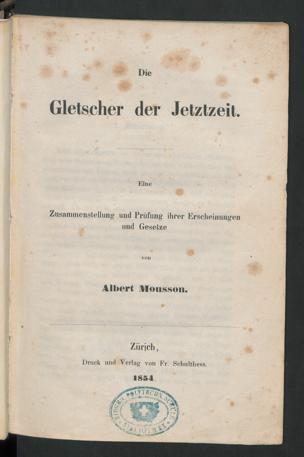 Die
Gletscher der Jetztzeit.
Eine
Zusammenstellung und Prüfung ihrer Erscheinungen
und Gesetze
von
Albert Mousson.
Zürich,
Druck und Verlag von Fr. Schulthess.
1854.